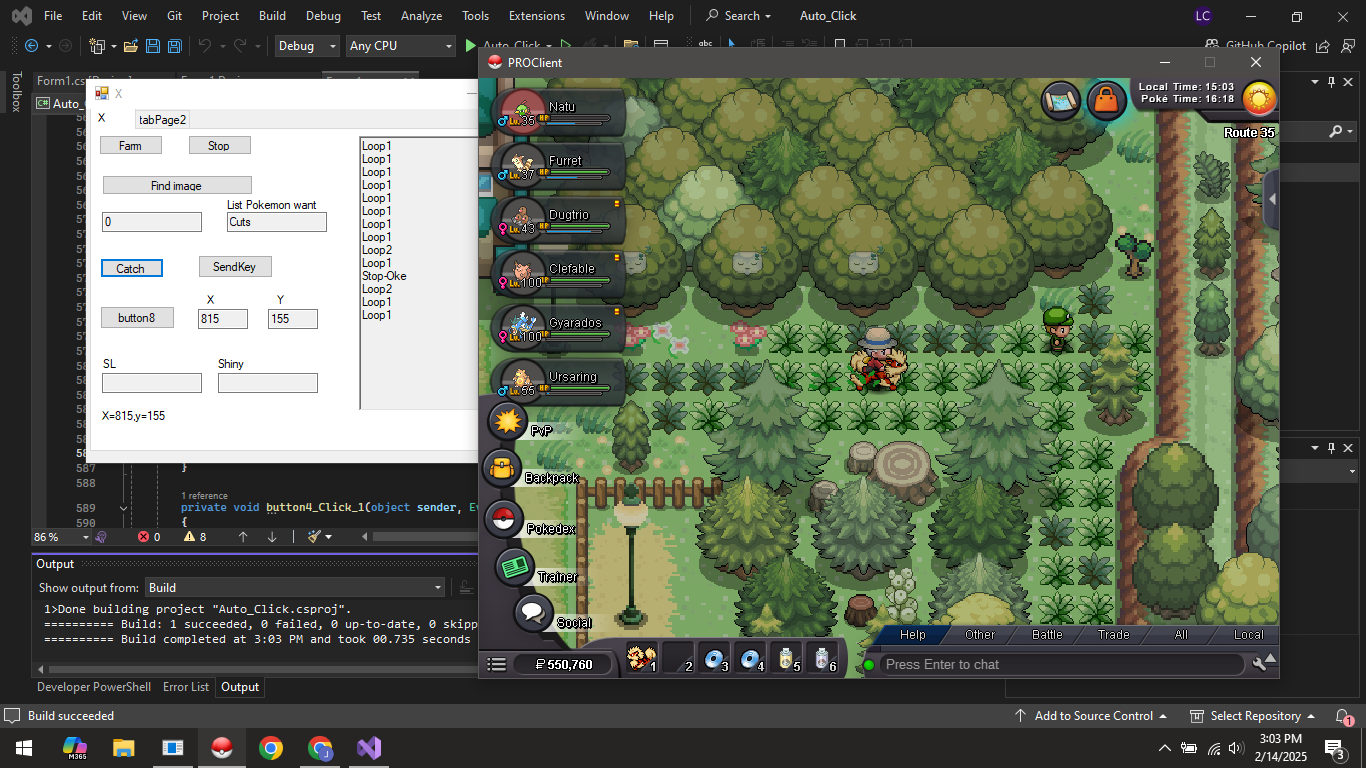 File Edit View Git Project Build Debug Test Analyze Tools Extensions Window Help Search Auto_Click LC
Debug Any CPU Auto_Click GitHub Copilot
Toolbox
PROClient
X
X tabPage2
Farm Stop
Find image
List Pokemon want
0 Cuts
Catch SendKey
X Y
button8 815 155
SL Shiny
X=815,y=155
Loop1
Loop1
Loop1
Loop1
Loop1
Loop1
Loop1
Loop1
Loop2
Loop1
Stop-Oke
Loop2
Loop1
Loop1
587 }
588
1 reference
589 private void button4_Click_1(object sender,
590 {
86 % 0 8
Output
Show output from: Build
1>Done building project "Auto_Click.csproj".
========== Build: 1 succeeded, 0 failed, 0 up-to-date, 0 skipp
========== Build completed at 3:03 PM and took 00.735 seconds
Developer PowerShell Error List Output
Build succeeded
Natu
Lv.35 HP
Furret
Lv.37 HP
Dugtrio
Lv.43 HP
Clefable
Lv.100 HP
Gyarados
Lv.100 HP
Ursaring
Lv.55 HP
PvP
Backpack
Pokedex
Trainer
Social
Local Time: 15:03
Poké Time: 16:18
Route 35
550,760
1 2 3 4 5 6
Help Other Battle Trade All Local
Press Enter to chat
Add to Source Control Select Repository 1
M365
3:03 PM
2/14/2025
3